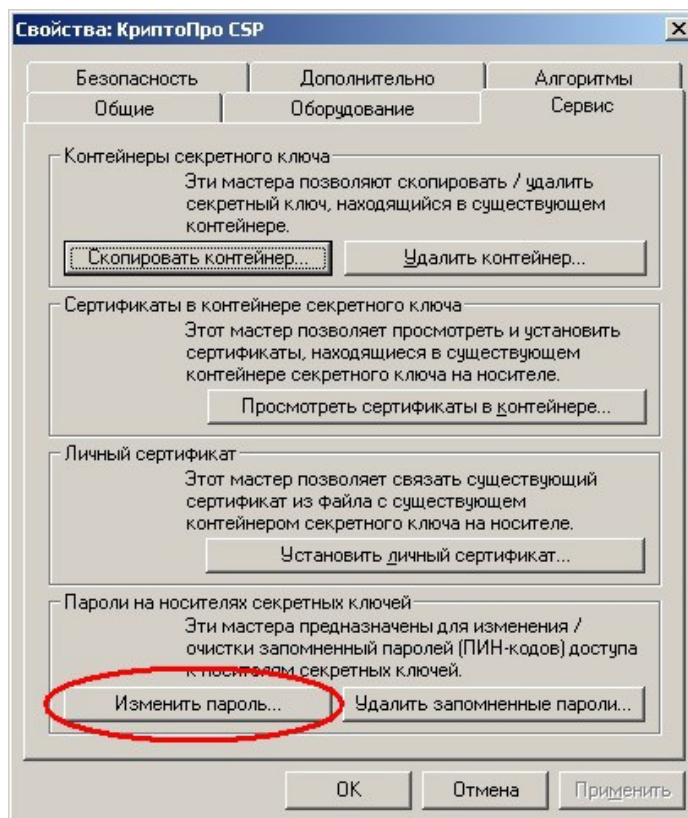 Свойства: КриптоПро CSP
Безопасность
Дополнительно
Алгоритмы
Общие
Оборудование
Сервис
Контейнеры секретного ключа
Эти мастера позволяют скопировать / удалить
секретный ключ, находящийся в существующем
контейнере.
Скопировать контейнер...
Удалить контейнер...
Сертификаты в контейнере секретного ключа
Этот мастер позволяет просмотреть и установить
сертификаты, находящиеся в существующем
контейнере секретного ключа на носителе.
Просмотреть сертификаты в контейнере...
Личный сертификат
Этот мастер позволяет связать существующий
сертификат из файла с существующем
контейнером секретного ключа на носителе.
Установить личный сертификат...
Пароли на носителях секретных ключей
Эти мастера предназначены для изменения /
очистки запомненный паролей (ПИН-кодов) доступа
к носителям секретных ключей.
Изменить пароль...
Удалить запомненные пароли...
OK
Отмена
Применить